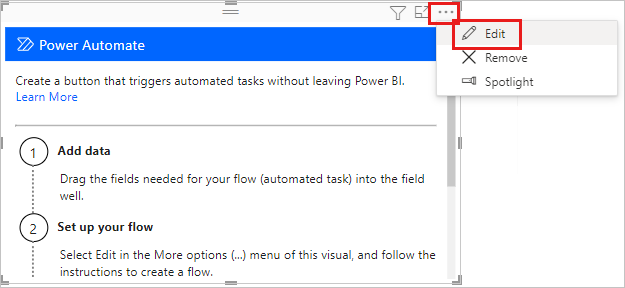 Power Automate
Edit
Remove
Spotlight
Create a button that triggers automated tasks without leaving Power BI.
Learn More
1
Add data
Drag the fields needed for your flow (automated task) into the field
well.
2
Set up your flow
Select Edit in the More options (...) menu of this visual, and follow the
instructions to create a flow.